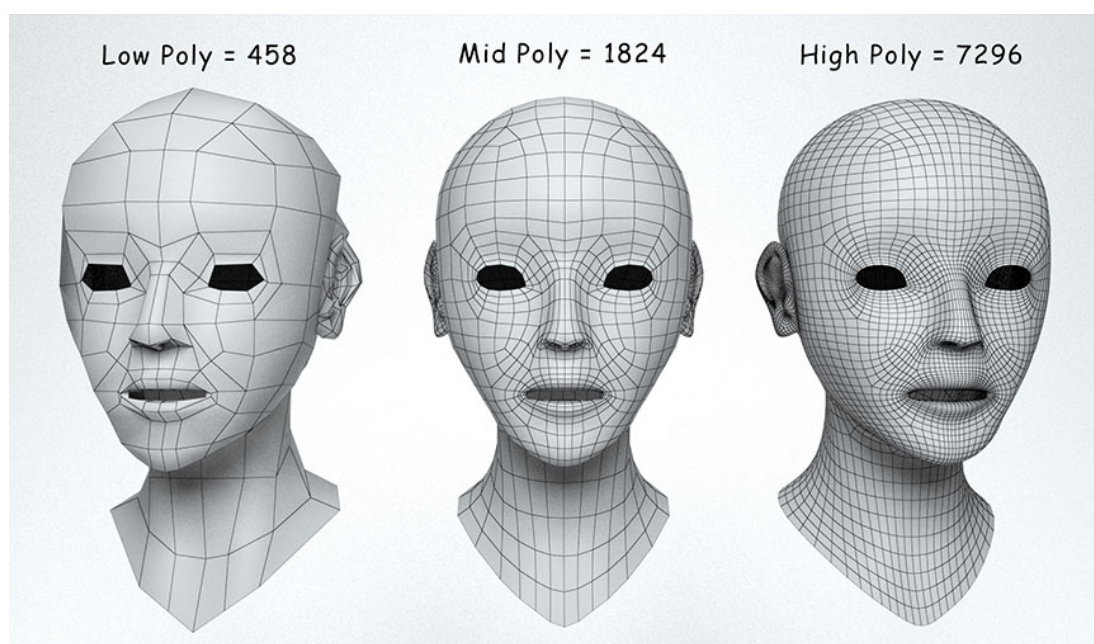 Low Poly = 458
Mid Poly = 1824
High Poly = 7296